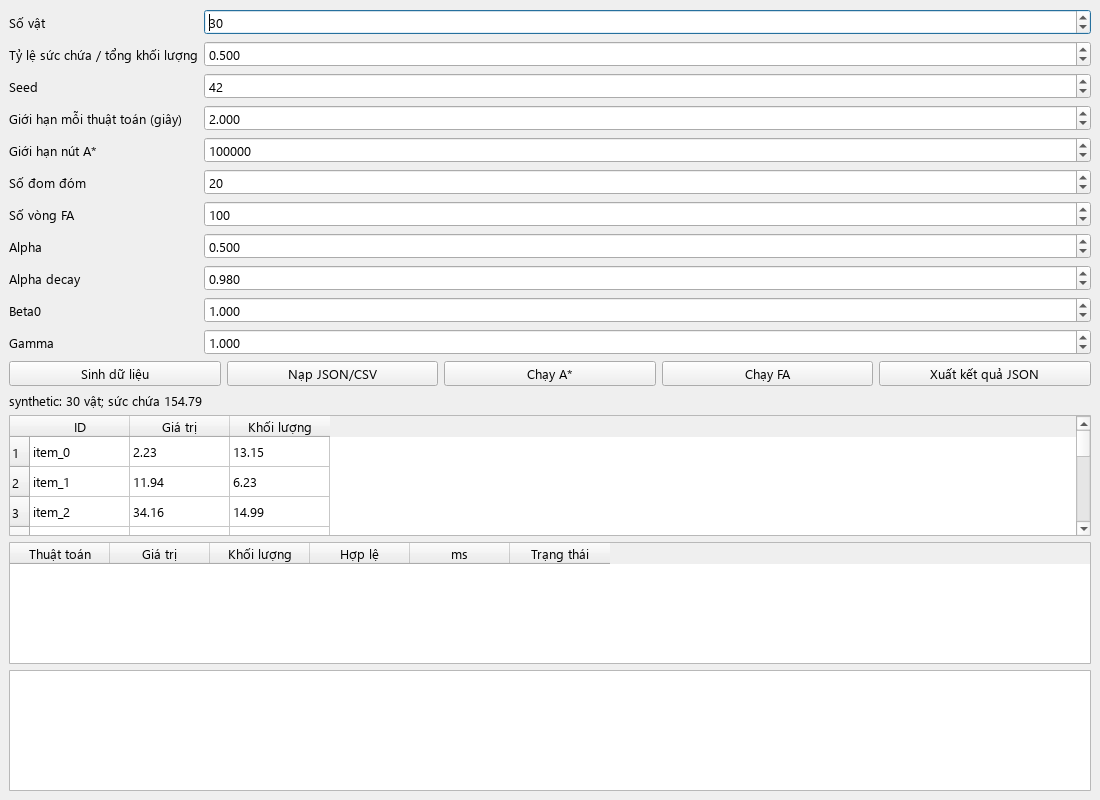 Số vật 30
Tỷ lệ sức chứa / tổng khối lượng 0.500
Seed 42
Giới hạn mỗi thuật toán (giây) 2.000
Giới hạn nút A* 100000
Số đom đóm 20
Số vòng FA 100
Alpha 0.500
Alpha decay 0.980
Beta0 1.000
Gamma 1.000
Sinh dữ liệu Nạp JSON/CSV Chạy A* Chạy FA Xuất kết quả JSON
synthetic: 30 vật; sức chứa 154.79
ID Giá trị Khối lượng
1 item_0 2.23 13.15
2 item_1 11.94 6.23
3 item_2 34.16 14.99
Thuật toán Giá trị Khối lượng Hợp lệ ms Trạng thái